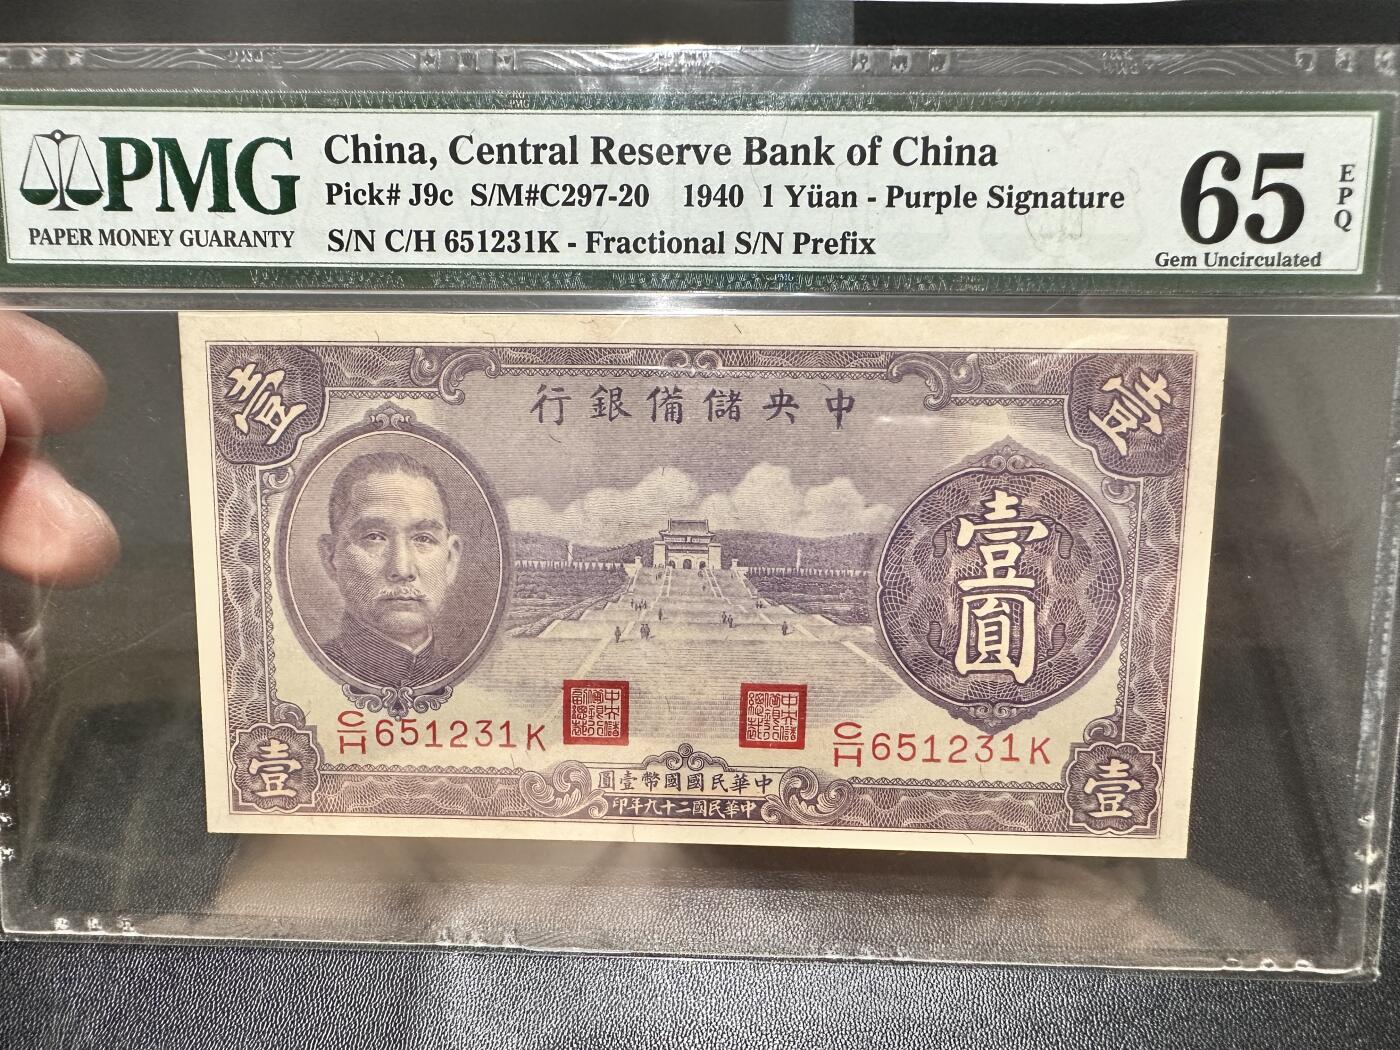 PMG
PAPER MONEY GUARANTY
China, Central Reserve Bank of China
Pick# J9c S/M#C297-20 1940 1 Yüan - Purple Signature
S/N C/H 651231K - Fractional S/N Prefix
65
EPQ
Gem Uncirculated
行銀備儲央中
壹
壹
壹圓
C/H 651231K
C/H 651231K
圓壹幣國國民華中
印年九十二國民華中
壹
壹